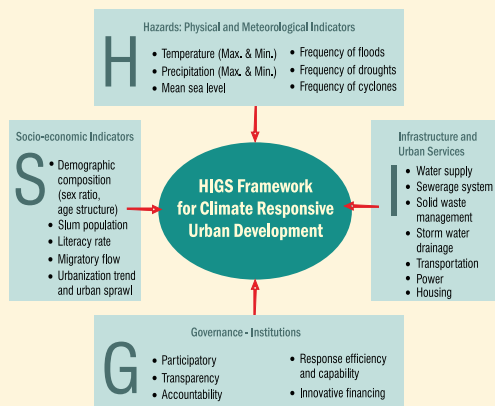 Hazards: Physical and Meteorological Indicators
H
• Temperature (Max. & Min.)
• Precipitation (Max. & Min.)
• Mean sea level
• Frequency of floods
• Frequency of droughts
• Frequency of cyclones
Socio-economic Indicators
S
• Demographic
composition
(sex ratio,
age structure)
• Slum population
• Literacy rate
• Migratory flow
• Urbanization trend
and urban sprawl
HIGS Framework
for Climate Responsive
Urban Development
Infrastructure and
Urban Services
I
• Water supply
• Sewerage system
• Solid waste
management
• Storm water
drainage
• Transportation
• Power
• Housing
Governance - Institutions
G
• Participatory
• Transparency
• Accountability
• Response efficiency
and capability
• Innovative financing